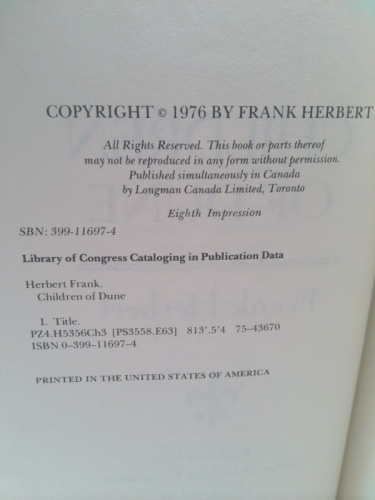 COPYRIGHT © 1976 BY FRANK HERBERT
All Rights Reserved. This book or parts thereof
may not be reproduced in any form without permission.
Published simultaneously in Canada
by Longman Canada Limited, Toronto
Eighth Impression
SBN: 399-11697-4
Library of Congress Cataloging in Publication Data
Herbert Frank.
Children of Dune
1. Title.
PZ4.H5356Ch3 [PS3558.E63] 813'.5'4 75-43670
ISBN 0-399-11697-4
PRINTED IN THE UNITED STATES OF AMERICA